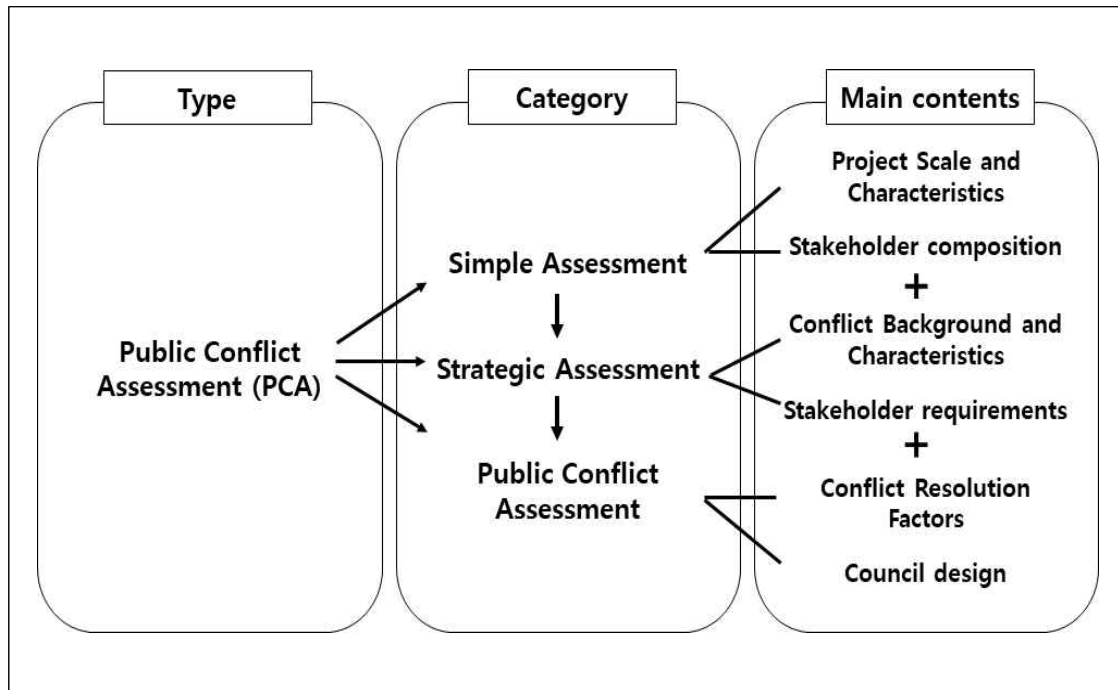 Type
Public Conflict
Assessment (PCA)
Category
Simple Assessment
Strategic Assessment
Public Conflict
Assessment
Main contents
Project Scale and
Characteristics
Stakeholder composition
+
Conflict Background and
Characteristics
Stakeholder requirements
+
Conflict Resolution
Factors
Council design